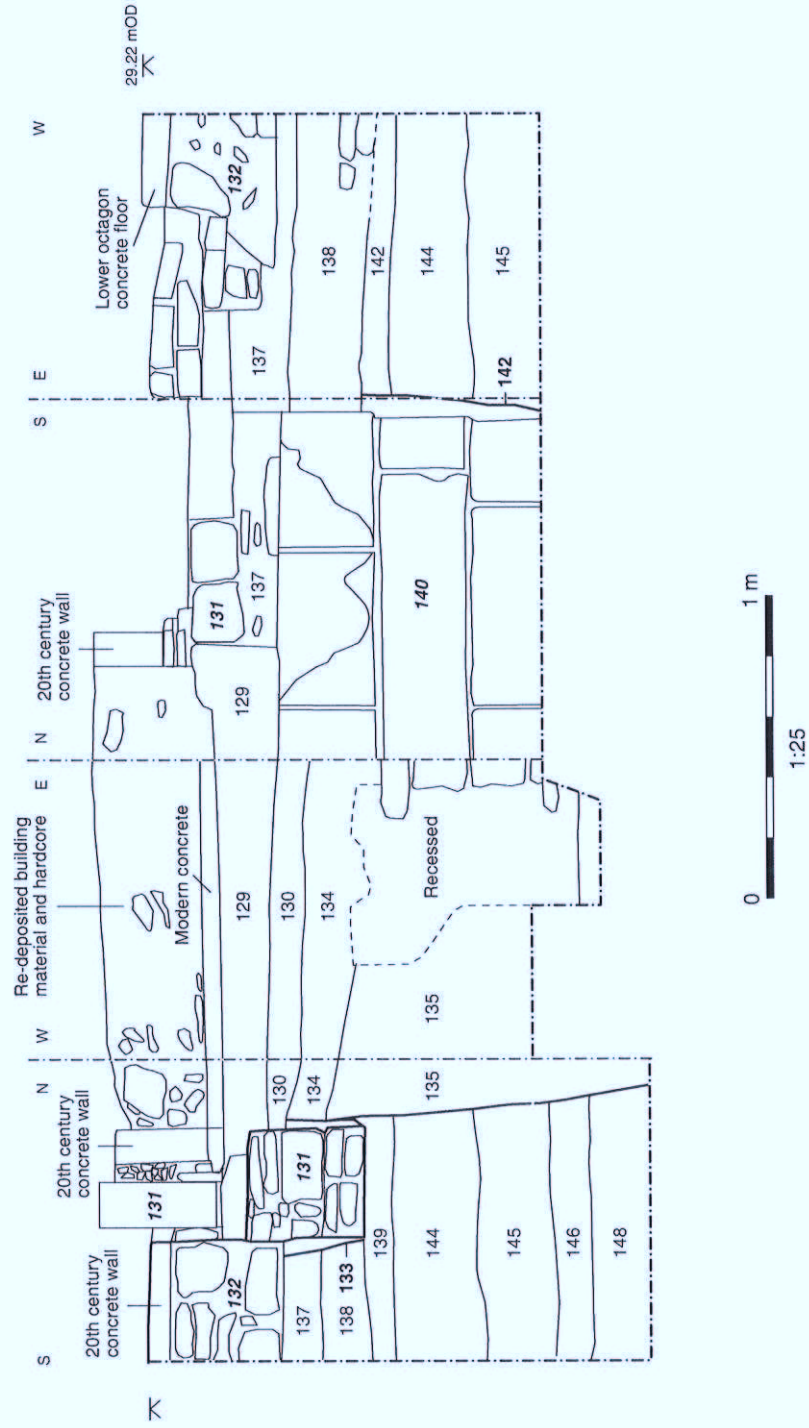 Re-deposited building
material and hardcore
S
N
W
E
N
S
E
W
20th century
concrete wall
20th century
concrete wall
20th century
concrete wall
Lower octagon
concrete floor
29.22 mOD
131
Modern concrete
132
131
132
129
129
137
137
131
130
130
134
134
137
138
133
138
139
135
135
Recessed
140
142
144
144
145
145
142
146
148
0
1 m
1:25